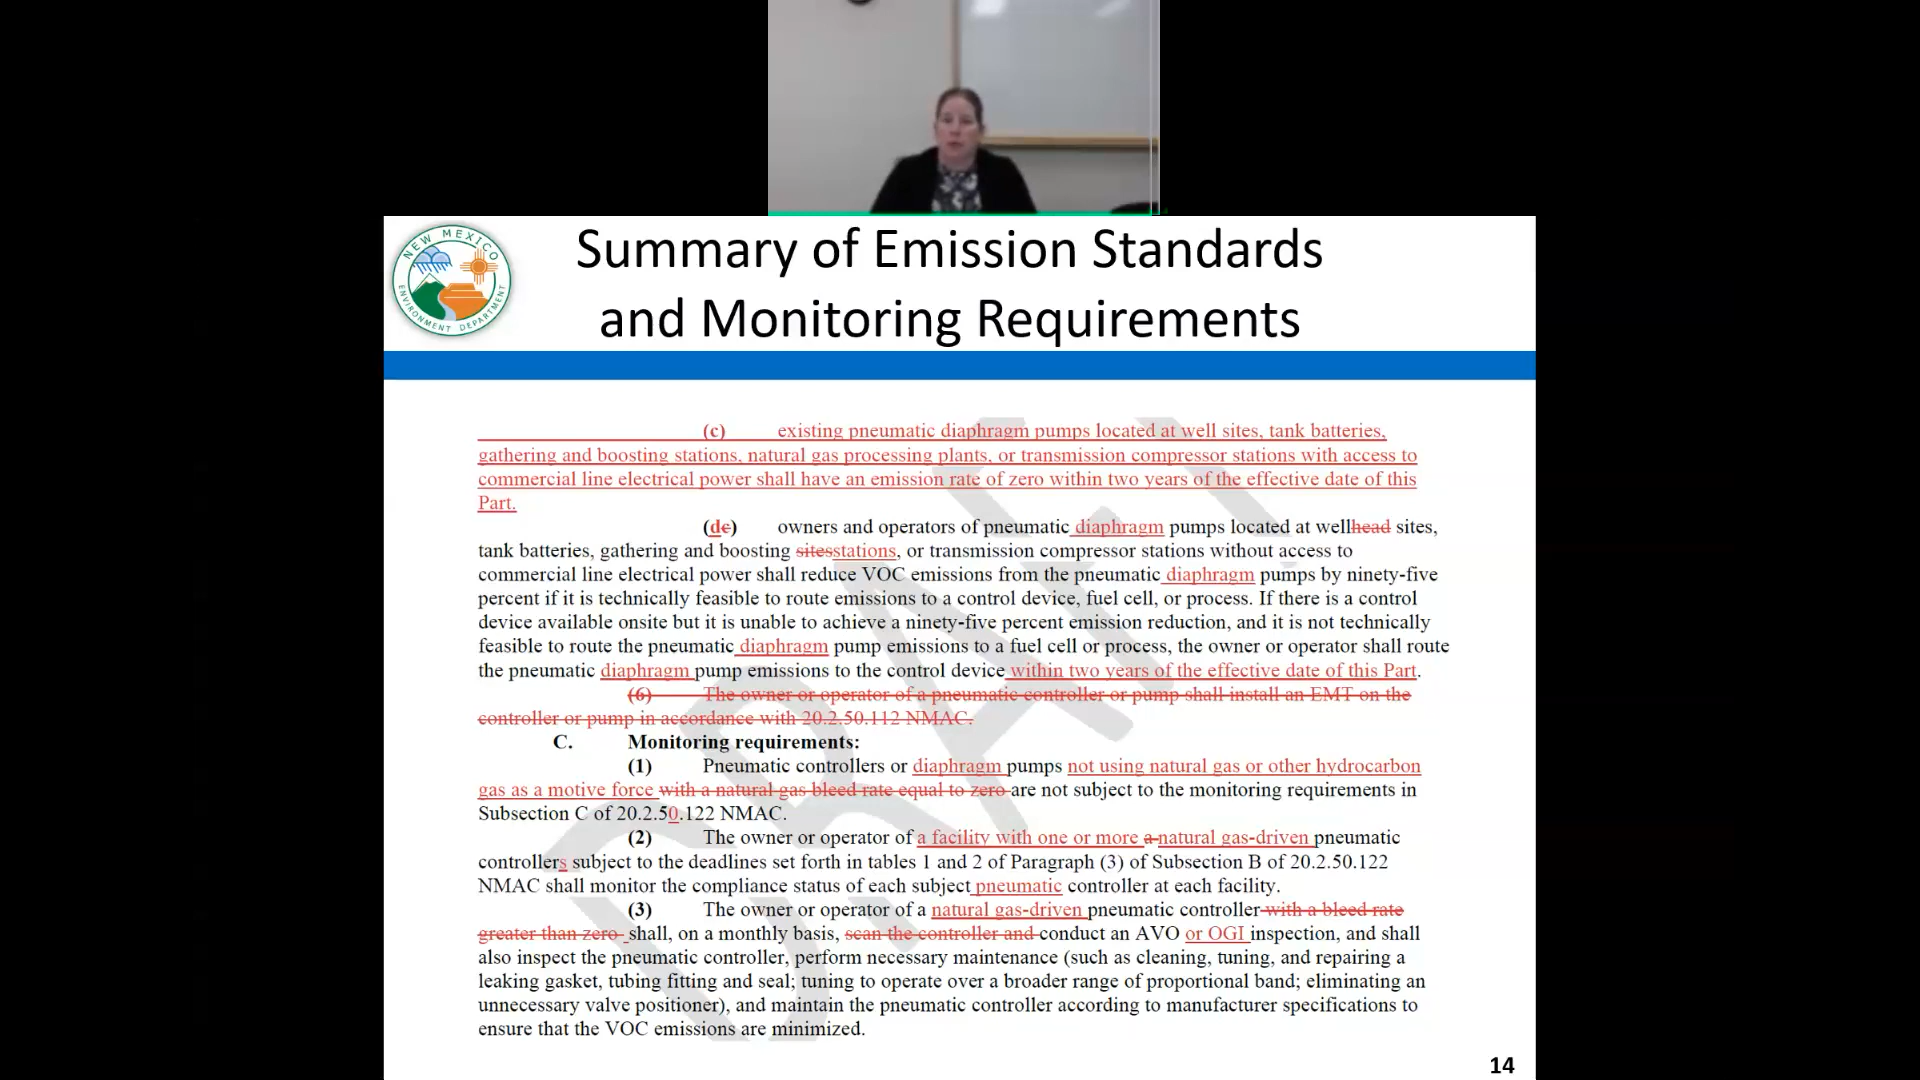 NEW MEXICO
ENVIRONMENT DEPARTMENT
Summary of Emission Standards
and Monitoring Requirements
(c) existing pneumatic diaphragm pumps located at well sites, tank batteries,
gathering and boosting stations, natural gas processing plants, or transmission compressor stations with access to
commercial line electrical power shall have an emission rate of zero within two years of the effective date of this
Part.
(dc) owners and operators of pneumatic diaphragm pumps located at wellhead sites,
tank batteries, gathering and boosting sitesstations, or transmission compressor stations without access to
commercial line electrical power shall reduce VOC emissions from the pneumatic diaphragm pumps by ninety-five
percent if it is technically feasible to route emissions to a control device, fuel cell, or process. If there is a control
device available onsite but it is unable to achieve a ninety-five percent emission reduction, and it is not technically
feasible to route the pneumatic diaphragm pump emissions to a fuel cell or process, the owner or operator shall route
the pneumatic diaphragm pump emissions to the control device within two years of the effective date of this Part.
(6) The owner or operator of a pneumatic controller or pump shall install an EMT on the
controller or pump in accordance with 20.2.50.112 NMAC.
C. Monitoring requirements:
(1) Pneumatic controllers or diaphragm pumps not using natural gas or other hydrocarbon
gas as a motive force with a natural gas bleed rate equal to zero are not subject to the monitoring requirements in
Subsection C of 20.2.50.122 NMAC.
(2) The owner or operator of a facility with one or more a natural gas-driven pneumatic
controllers subject to the deadlines set forth in tables 1 and 2 of Paragraph (3) of Subsection B of 20.2.50.122
NMAC shall monitor the compliance status of each subject pneumatic controller at each facility.
(3) The owner or operator of a natural gas-driven pneumatic controller with a bleed rate
greater than zero shall, on a monthly basis, scan the controller and conduct an AVO or OGI inspection, and shall
also inspect the pneumatic controller, perform necessary maintenance (such as cleaning, tuning, and repairing a
leaking gasket, tubing fitting and seal; tuning to operate over a broader range of proportional band; eliminating an
unnecessary valve positioner), and maintain the pneumatic controller according to manufacturer specifications to
ensure that the VOC emissions are minimized.
DRAFT
14